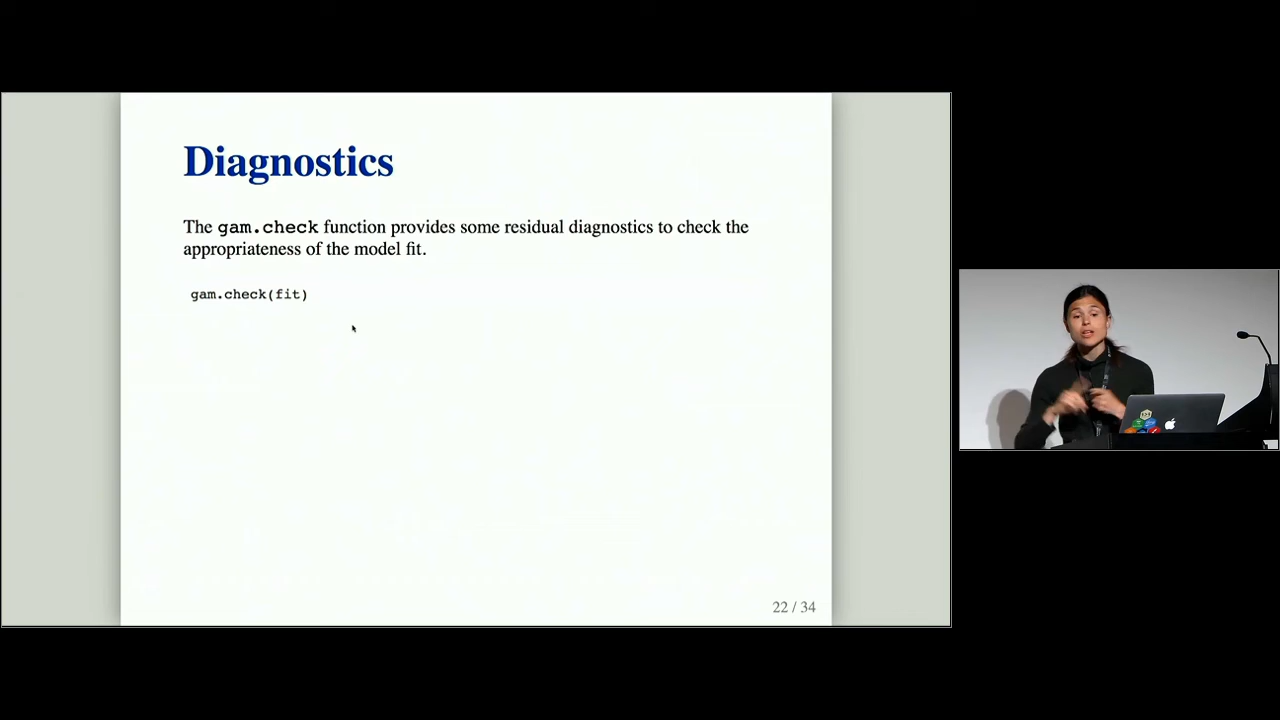 Diagnostics
The gam.check function provides some residual diagnostics to check the
appropriateness of the model fit.
gam.check(fit)
22 / 34